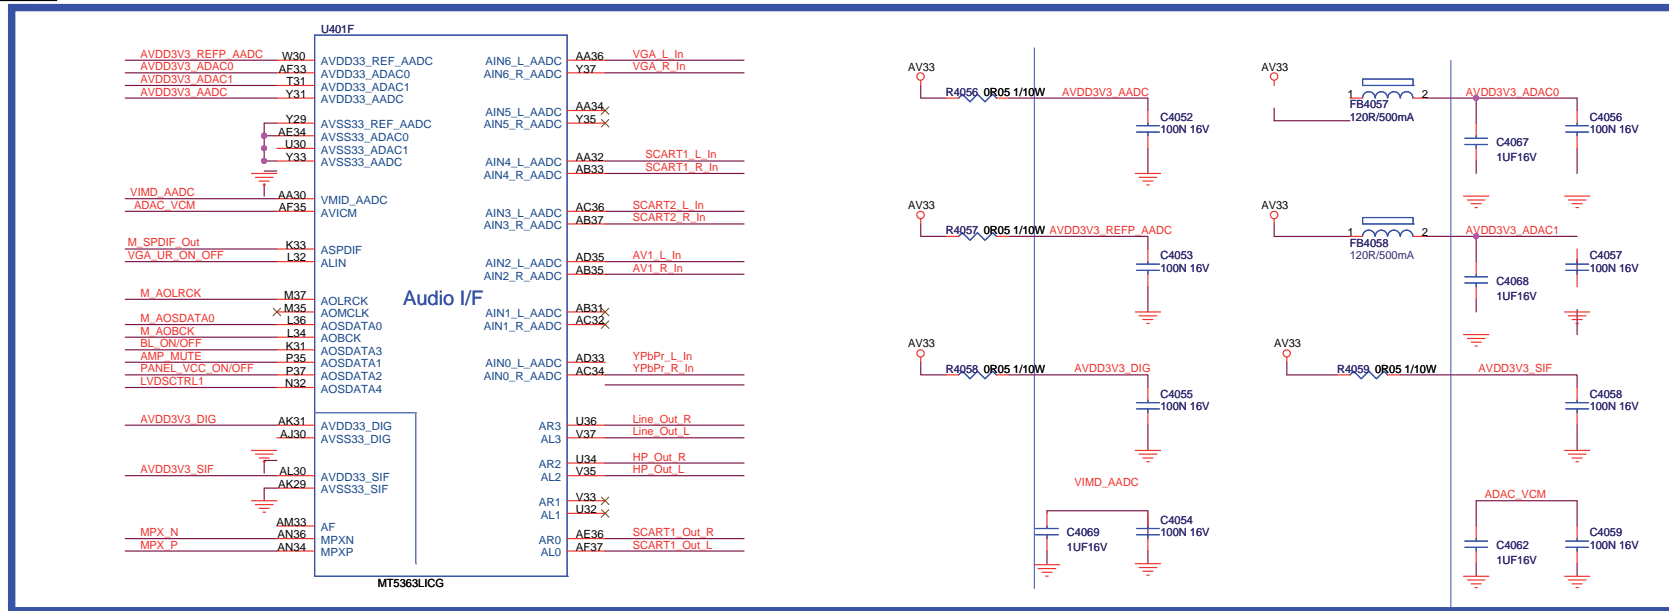 U401F
AVDD3V3_REFP_AADC W30 AVDD33_REF_AADC
AVDD3V3_ADAC0 AF33 AVDD33_ADAC0
AVDD3V3_ADAC1 T31 AVDD33_ADAC1
AVDD3V3_AADC Y31 AVDD33_AADC
Y29 AVSS33_REF_AADC
AE34 AVSS33_ADAC0
U30 AVSS33_ADAC1
Y33 AVSS33_AADC
VIMD_AADC AA30 VMID_AADC
ADAC_VCM AF35 AVICM
M_SPDIF_Out K33 ASPDIF
VGA_UR_ON_OFF L32 ALIN
M_AOLRCK M37 AOLRCK
M35 AOMCLK
M_AOSDATA0 L36 AOSDATA0
M_AOBCK L34 AOBCK
BL_ON/OFF K31 AOSDATA3
AMP_MUTE P35 AOSDATA1
PANEL_VCC_ON/OFF P37 AOSDATA2
LVDSCTRL1 N32 AOSDATA4
AVDD3V3_DIG AK31 AVDD33_DIG
AJ30 AVSS33_DIG
AVDD3V3_SIF AL30 AVDD33_SIF
AK29 AVSS33_SIF
AM33 AF
MPX_N AN36 MPXN
MPX_P AN34 MPXP
Audio I/F
AIN6_L_AADC AA36 VGA_L_In
AIN6_R_AADC Y37 VGA_R_In
AIN5_L_AADC AA34
AIN5_R_AADC Y35
AIN4_L_AADC AA32 SCART1_L_In
AIN4_R_AADC AB33 SCART1_R_In
AIN3_L_AADC AC36 SCART2_L_In
AIN3_R_AADC AB37 SCART2_R_In
AIN2_L_AADC AD35 AV1_L_In
AIN2_R_AADC AB35 AV1_R_In
AIN1_L_AADC AB31
AIN1_R_AADC AC32
AIN0_L_AADC AD33 YPbPr_L_In
AIN0_R_AADC AC34 YPbPr_R_In
AR3 U36 Line_Out_R
AL3 V37 Line_Out_L
AR2 U34 HP_Out_R
AL2 V35 HP_Out_L
AR1 V33
AL1 U32
AR0 AE36 SCART1_Out_R
AL0 AF37 SCART1_Out_L
MT5363LICG
AV33
R4056 0R05 1/10W AVDD3V3_AADC
C4052
100N 16V
AV33
R4057 0R05 1/10W AVDD3V3_REFP_AADC
C4053
100N 16V
AV33
R4058 0R05 1/10W AVDD3V3_DIG
C4055
100N 16V
VIMD_AADC
C4069
1UF16V
C4054
100N 16V
AV33
1 2 AVDD3V3_ADAC0
FB4057
120R/500mA
C4067
1UF16V
C4056
100N 16V
AV33
1 2 AVDD3V3_ADAC1
FB4058
120R/500mA
C4068
1UF16V
C4057
100N 16V
AV33
R4059 0R05 1/10W AVDD3V3_SIF
C4058
100N 16V
ADAC_VCM
C4062
1UF16V
C4059
100N 16V